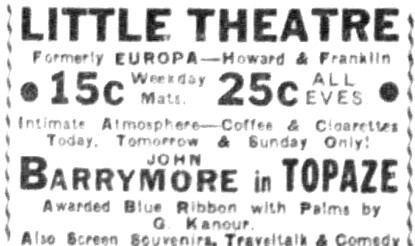 LITTLE THEATRE
Formerly EUROPA—Howard & Franklin
15c Weekday Mats. 25c ALL EVES
Intimate Atmosphere—Coffee & Cigarettes
Today, Tomorrow & Sunday Only!
JOHN
BARRYMORE in TOPAZE
Awarded Blue Ribbon with Palms by
G. Kanour.
Also Screen Souvenirs, Traveltalk & Comedy